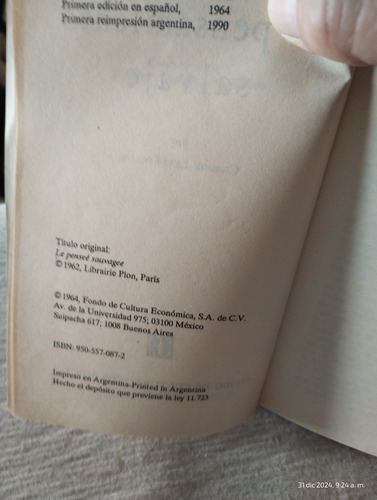 Primera edición en español, 1964
Primera reimpresión argentina, 1990
Título original:
Le penseé sauvagee
©1962, Librairie Plon, París
©1964, Fondo de Cultura Económica, S.A. de C.V.
Av. de la Universidad 975; 03100 México
Suipacha 617; 1008 Buenos Aires
ISBN: 950-557-087-2
Impreso en Argentina-Printed in Argentina
Hecho el depósito que previene la ley 11.723
31 dic 2024, 9:24 a. m.